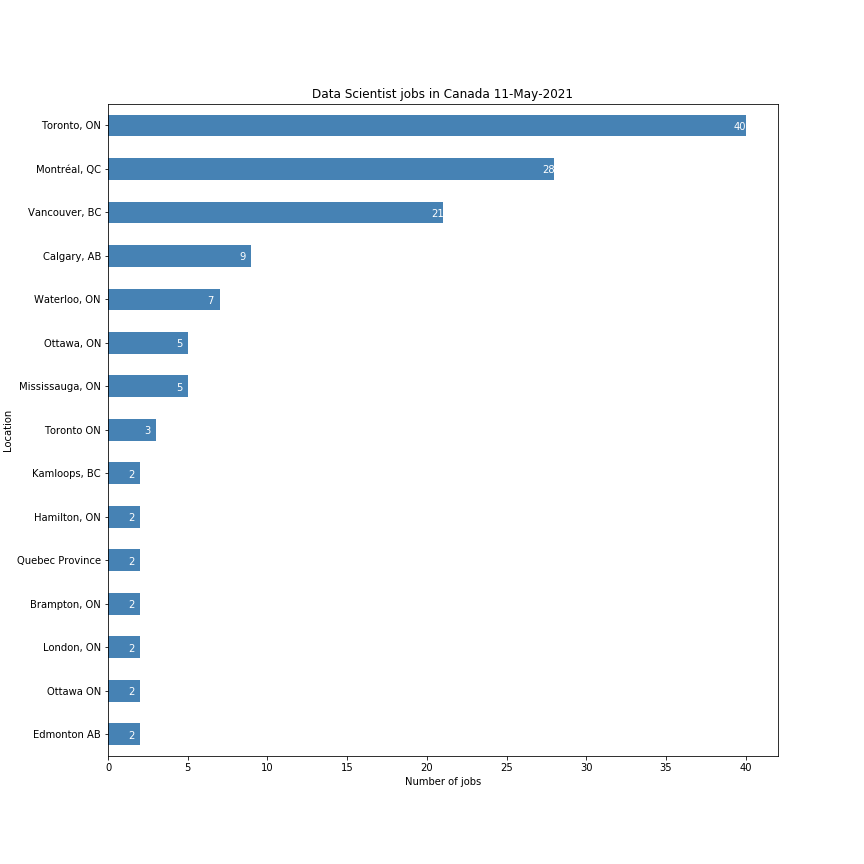 Data Scientist jobs in Canada 11-May-2021
Toronto, ON
40
Montréal, QC
28
Vancouver, BC
21
Calgary, AB
9
Waterloo, ON
7
Ottawa, ON
5
Mississauga, ON
5
Location
Toronto ON
3
Kamloops, BC
2
Hamilton, ON
2
Quebec Province
2
Brampton, ON
2
London, ON
2
Ottawa ON
2
Edmonton AB
2
0 5 10 15 20 25 30 35 40
Number of jobs